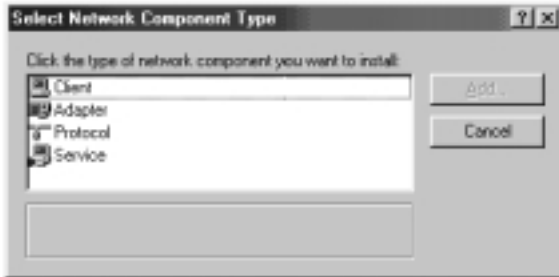 Select Network Component Type
Click the type of network component you want to install:
Client
Adapter
Protocol
Service
Add...
Cancel